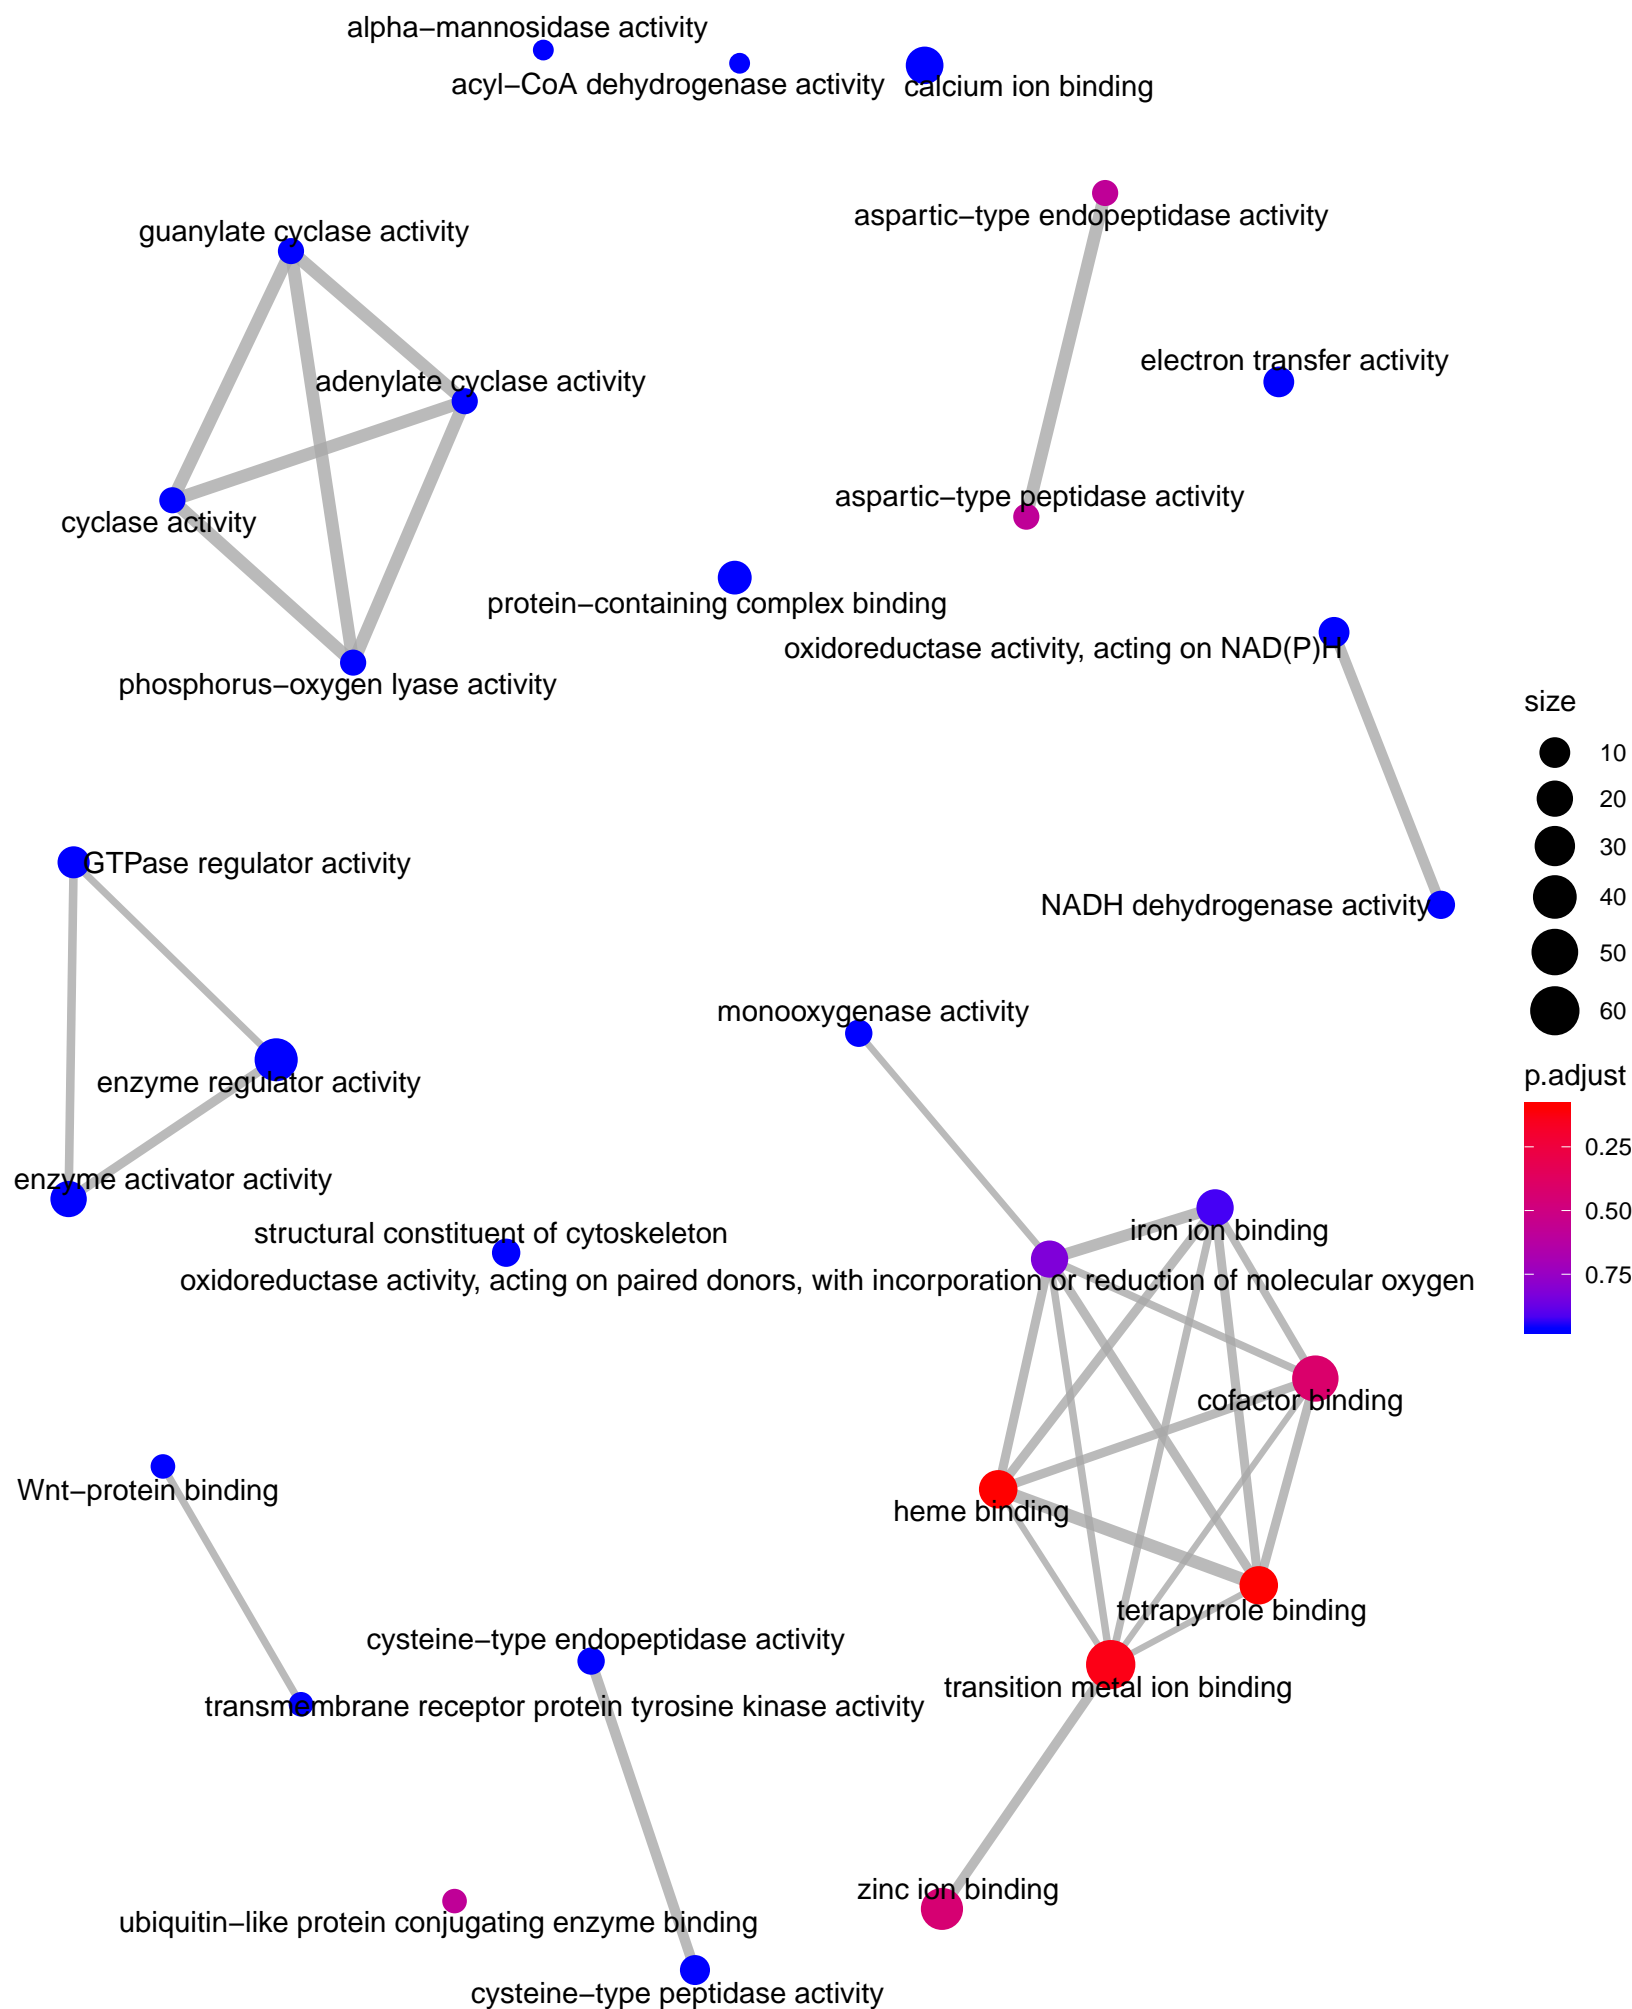 alpha−mannosidase activity
acyl−CoA dehydrogenase activity
calcium ion binding
aspartic−type endopeptidase activity
guanylate cyclase activity
electron transfer activity
adenylate cyclase activity
aspartic−type peptidase activity
cyclase activity
protein−containing complex binding
oxidoreductase activity, acting on NAD(P)H
phosphorus−oxygen lyase activity
size
10
20
30
40
50
60
GTPase regulator activity
NADH dehydrogenase activity
monooxygenase activity
p.adjust
0.25
0.50
0.75
enzyme regulator activity
enzyme activator activity
structural constituent of cytoskeleton
iron ion binding
oxidoreductase activity, acting on paired donors, with incorporation or reduction of molecular oxygen
cofactor binding
Wnt−protein binding
heme binding
tetrapyrrole binding
cysteine−type endopeptidase activity
transition metal ion binding
transmembrane receptor protein tyrosine kinase activity
zinc ion binding
ubiquitin−like protein conjugating enzyme binding
cysteine−type peptidase activity